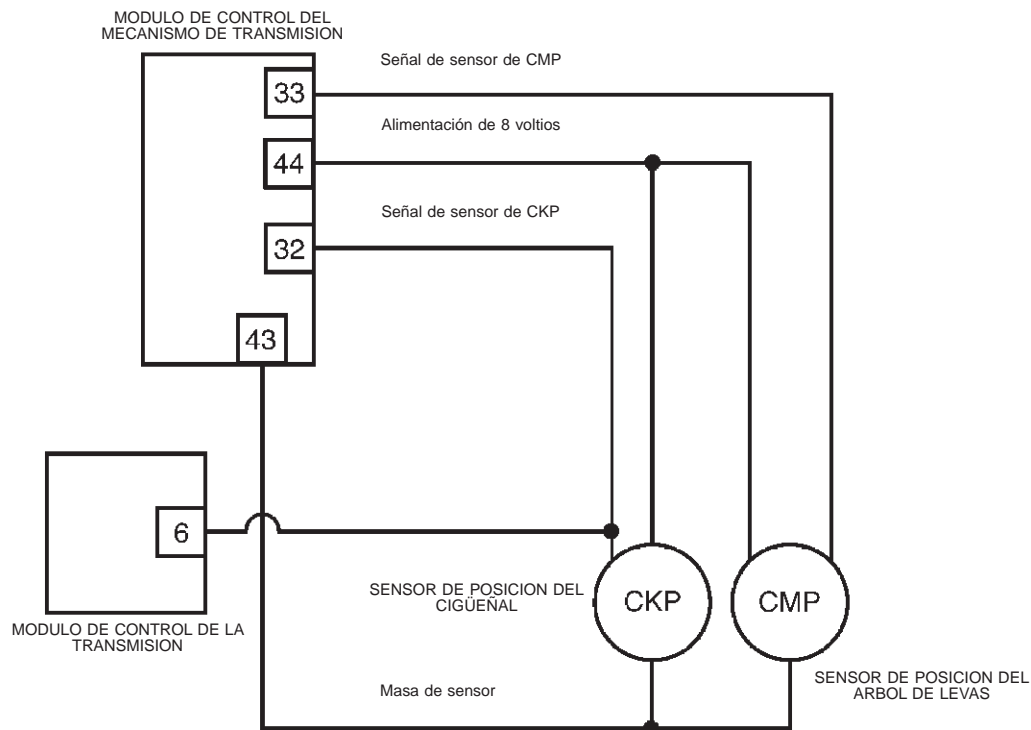 MODULO DE CONTROL DEL
MECANISMO DE TRANSMISION
Señal de sensor de CMP
33
Alimentación de 8 voltios
44
Señal de sensor de CKP
32
43
6
SENSOR DE POSICION DEL
CIGÜEÑAL
CKP
CMP
MODULO DE CONTROL DE LA
TRANSMISION
SENSOR DE POSICION DEL
ARBOL DE LEVAS
Masa de sensor